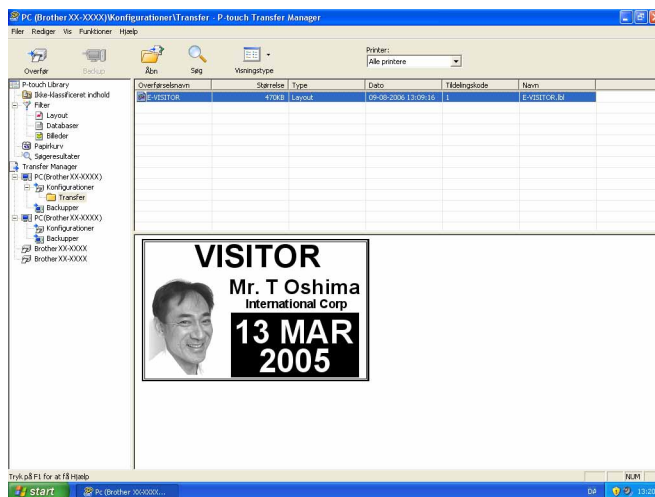 PC (Brother XX-XXXX)\Konfigurationer\Transfer - P-touch Transfer Manager
Filer Rediger Vis Funktioner Hjælp
Overfør Backup Åbn Søg Visningstype
Printer:
Alle printere
P-touch Library
Ikke-klassificeret indhold
Filter
Layout
Databaser
Billeder
Papirkurv
Søgeresultater
Transfer Manager
PC(Brother XX-XXXX)
Konfigurationer
Transfer
Backupper
PC(Brother XX-XXXX)
Konfigurationer
Backupper
Brother XX-XXXX
Brother XX-XXXX
Overførselsnavn Størrelse Type Dato Tildelingskode Navn
E-VISITOR 470KB Layout 09-08-2006 13:09:16 1 E-VISITOR.lbl
VISITOR
Mr. T Oshima
International Corp
13 MAR
2005
Tryk på F1 for at få Hjælp
NUM
start
Pc (Brother XX-XXXX...
DA
13:20